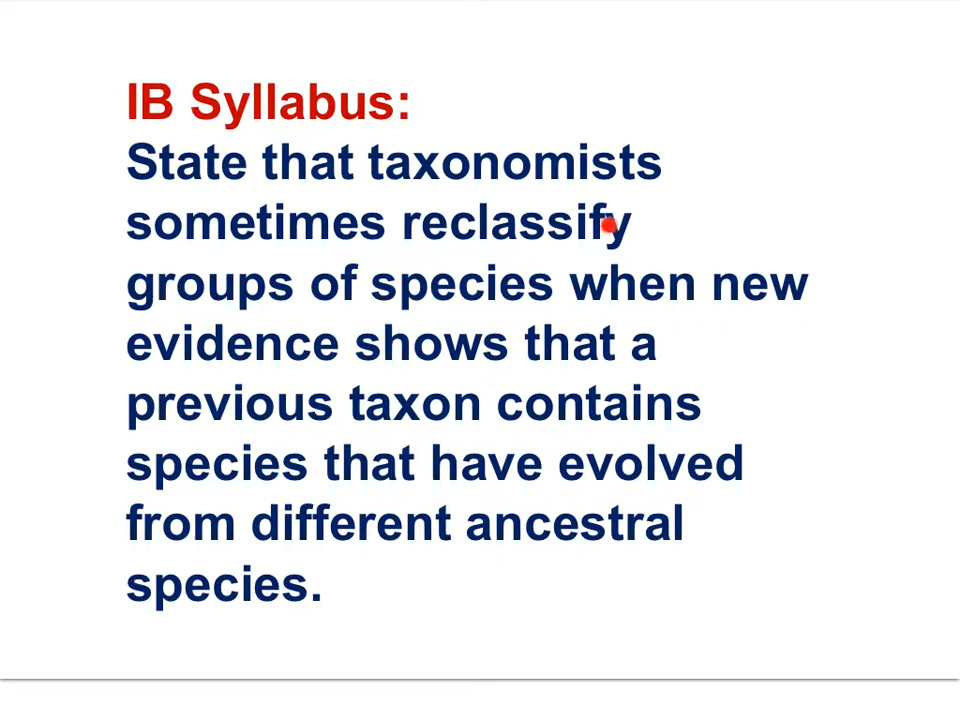 IB Syllabus:
State that taxonomists
sometimes reclassify
groups of species when new
evidence shows that a
previous taxon contains
species that have evolved
from different ancestral
species.